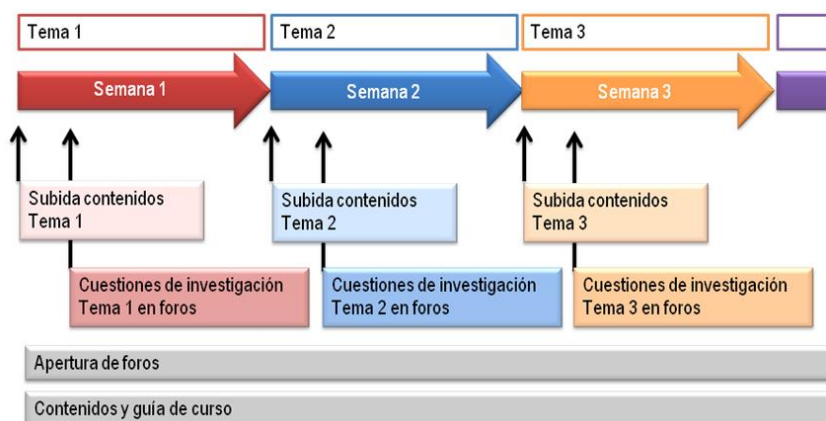 Tema 1
Tema 2
Tema 3
Semana 1
Semana 2
Semana 3
Subida contenidos
Tema 1
Subida contenidos
Tema 2
Subida contenidos
Tema 3
Cuestiones de investigación
Tema 1 en foros
Cuestiones de investigación
Tema 2 en foros
Cuestiones de investigación
Tema 3 en foros
Apertura de foros
Contenidos y guía de curso